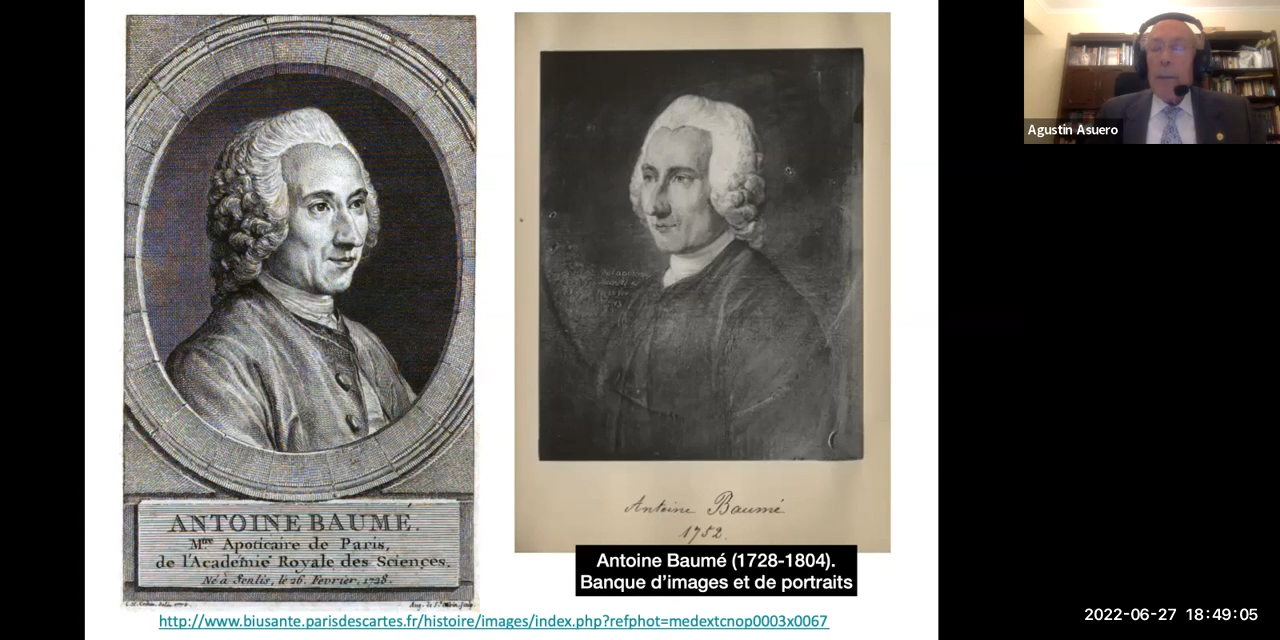 ANTOINE BAUMÉ.
Mtre Apoticaire de Paris,
de l'Académie Royale des Sciences.
Né à Senlis, le 26. Fevrier, 1728.
Antoine Baumé
1752.
Antoine Baumé (1728-1804).
Banque d’images et de portraits
http://www.biusante.parisdescartes.fr/histoire/images/index.php?refphot=medextcnop0003x0067
Agustín Asuero
2022-06-27 18:49:05